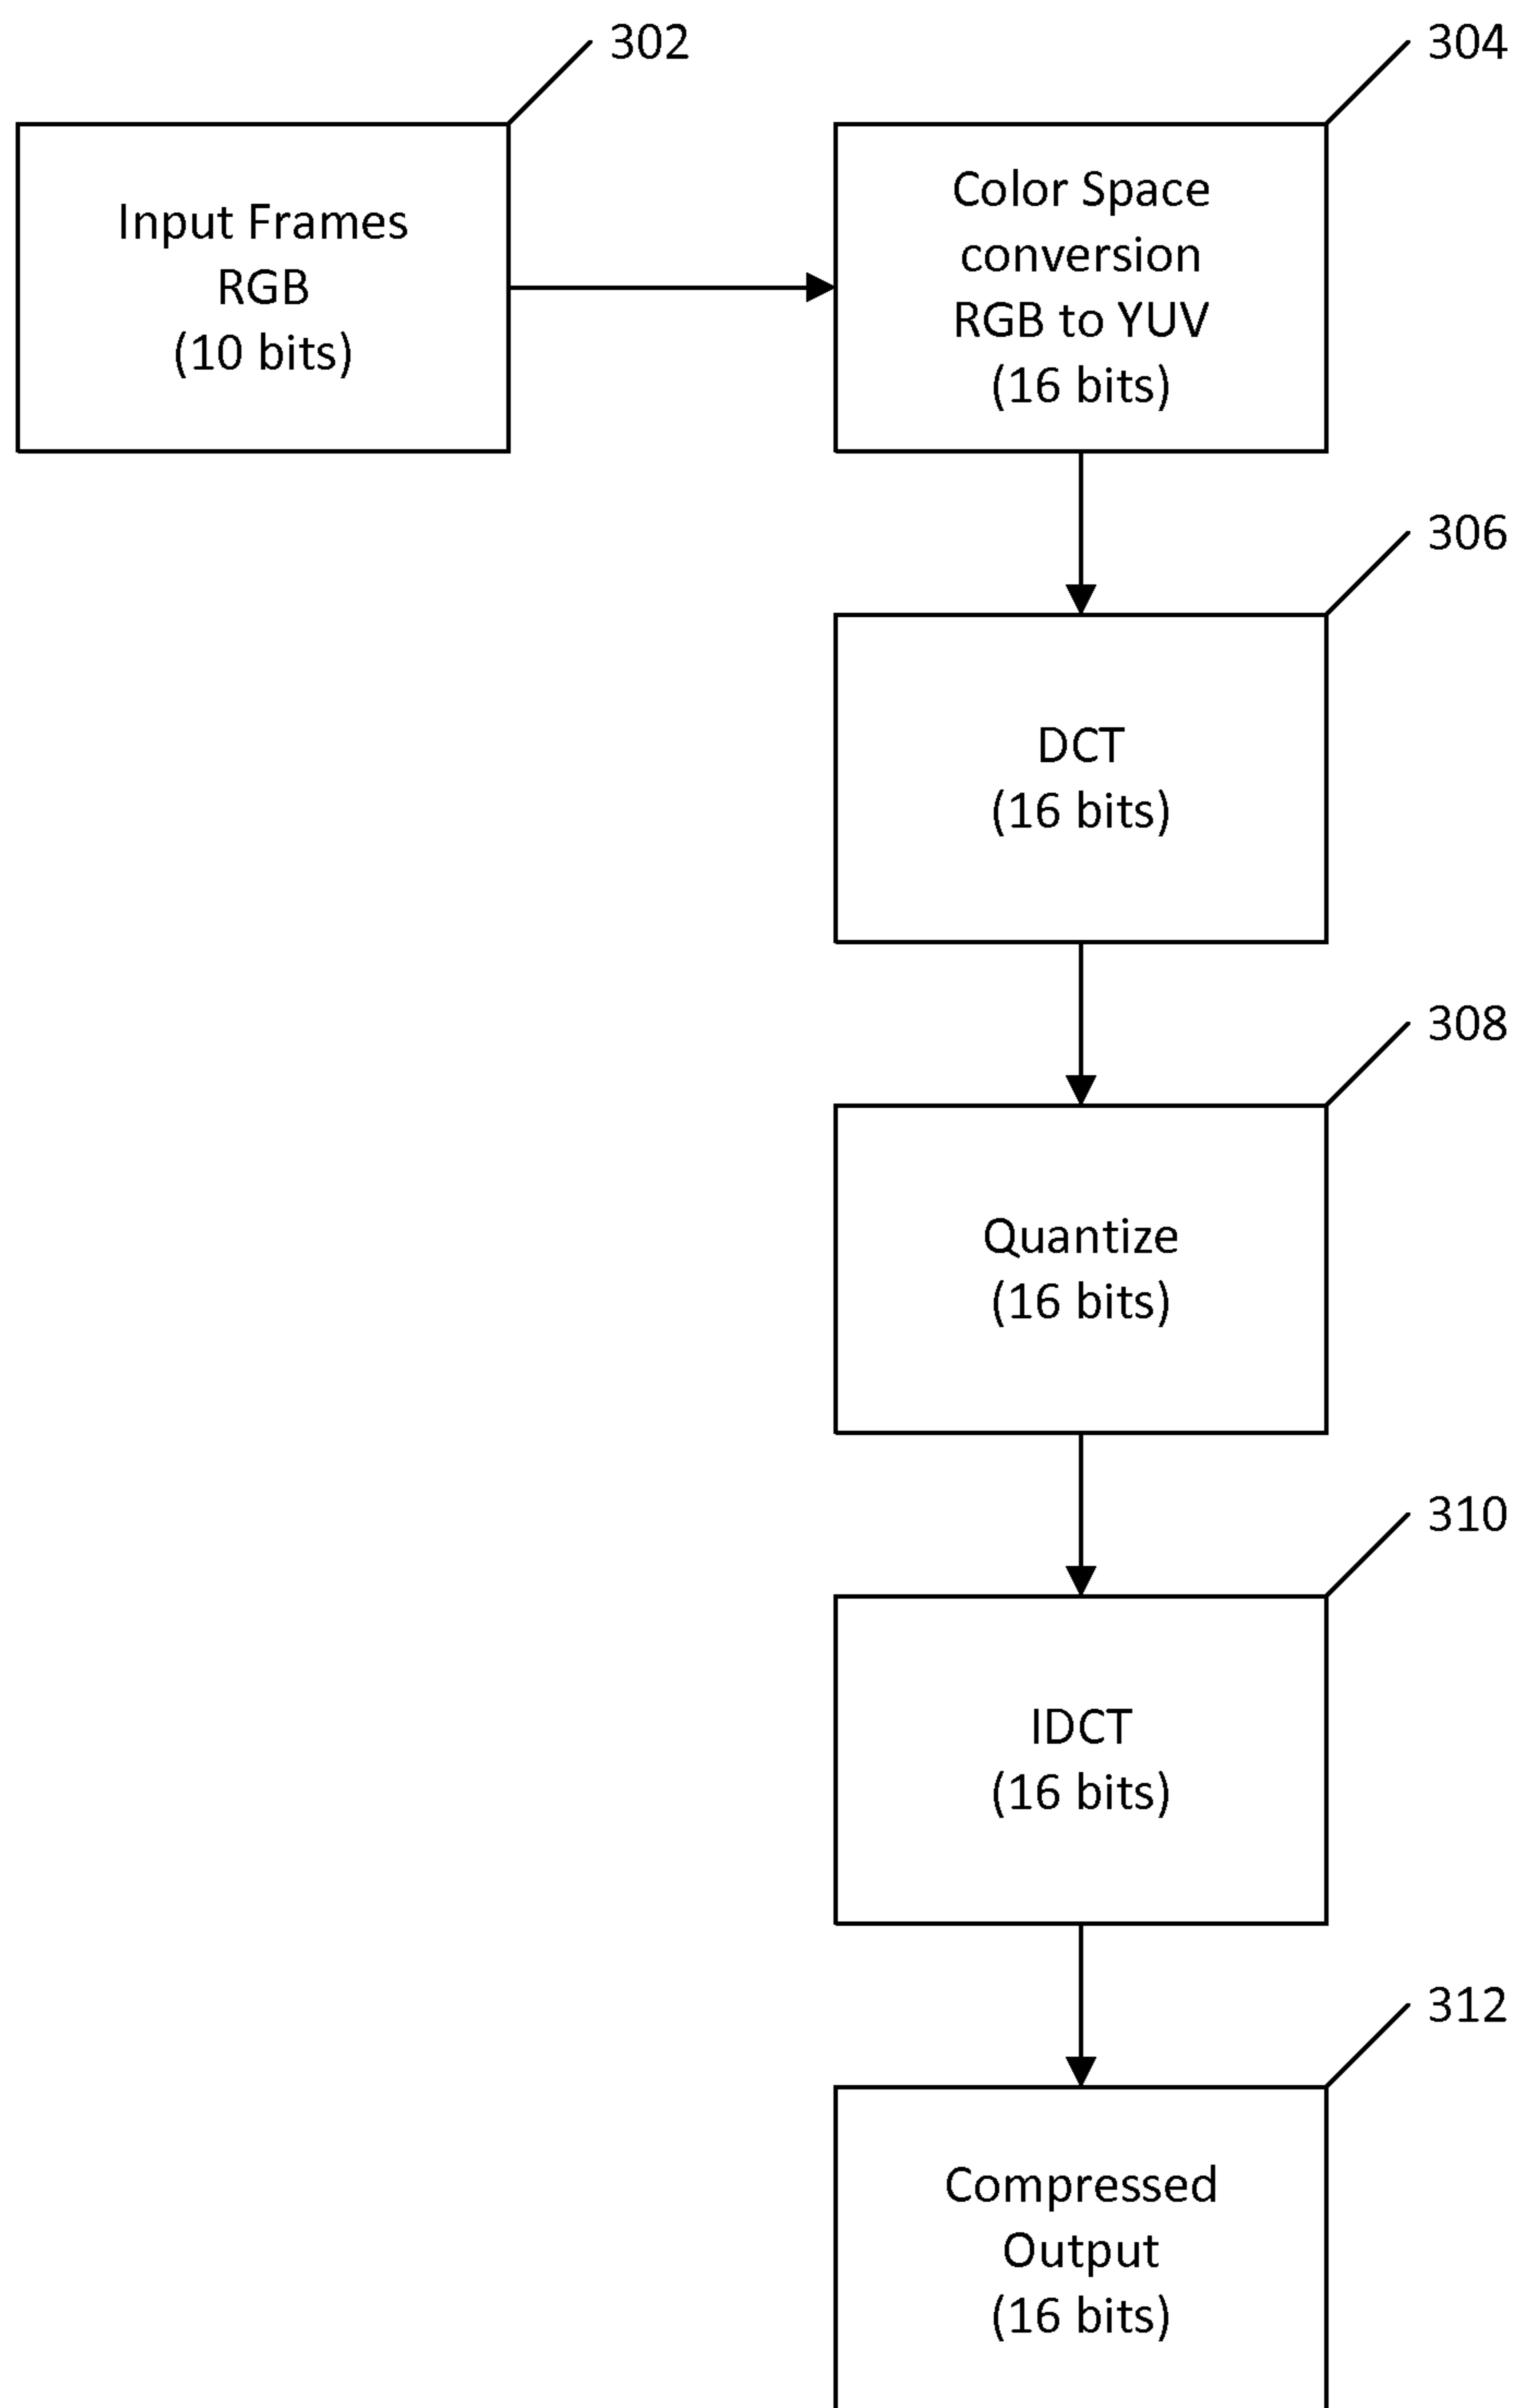 302
Input Frames
RGB
(10 bits)
304
Color Space
conversion
RGB to YUV
(16 bits)
306
DCT
(16 bits)
308
Quantize
(16 bits)
310
IDCT
(16 bits)
312
Compressed
Output
(16 bits)